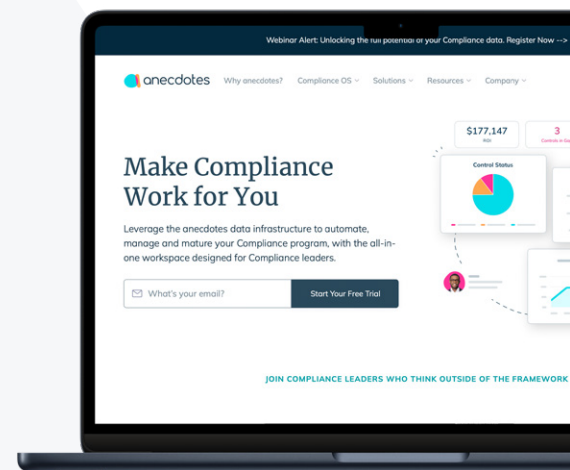 Webinar Alert: Unlocking the full potential of your Compliance data. Register Now -->
anecdotes
Why anecdotes? Compliance OS Solutions Resources Company
$177,147
3
Control Status
Make Compliance
Work for You
Leverage the anecdotes data infrastructure to automate,
manage and mature your Compliance program, with the all-in-
one workspace designed for Compliance leaders.
What's your email?
Start Your Free Trial
JOIN COMPLIANCE LEADERS WHO THINK OUTSIDE OF THE FRAMEWORK